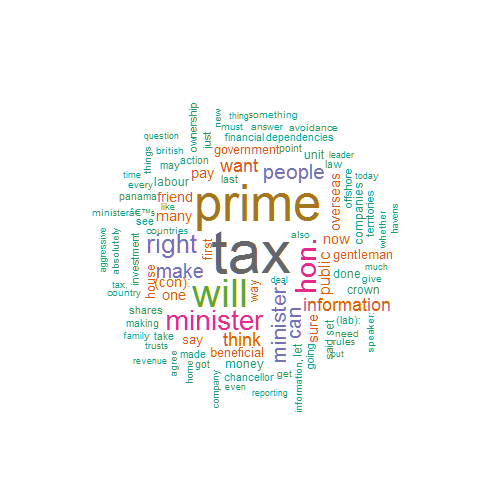 new
thing something
ownership
just
must answer avoidance
question
financial dependencies
british
action
government
point
unit
law
leader
things
may
pay
want
people
today
time
labour
last
every
friend
prime
overseas
offshore
companies
territories
panama
like
ministerâ€™s
see
many
whether
havens
countries
aggressive
absolutely
investment
right
first
tax
also
hon.
now
public
gentleman
much
make
done
give
tax,
house
(con):
will
way
deal
minister
can
crown
country
one
information
shares
minister
sure
said
set
(lab):
speaker:
making
think
need
family
take
say
let
going
rules
trusts
made
beneficial
put
revenue
agree
home
got
money
information,
chancellor
get
company
even
reporting